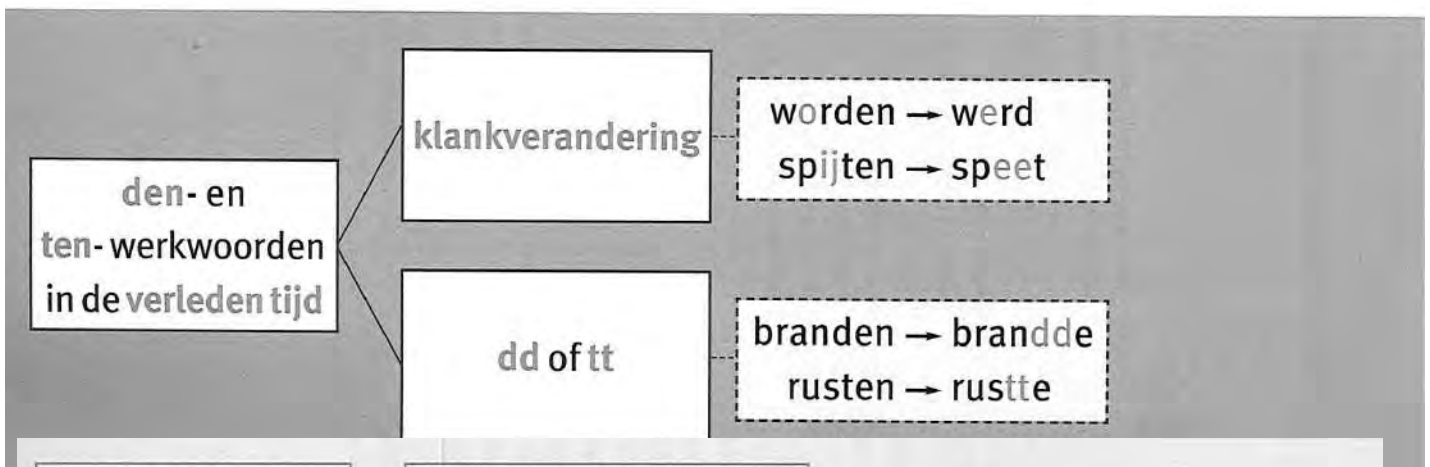 den- en
ten- werkwoorden
in de verleden tijd
klankverandering
worden → werd
spijten → speet
dd of tt
branden → brandde
rusten → rustte